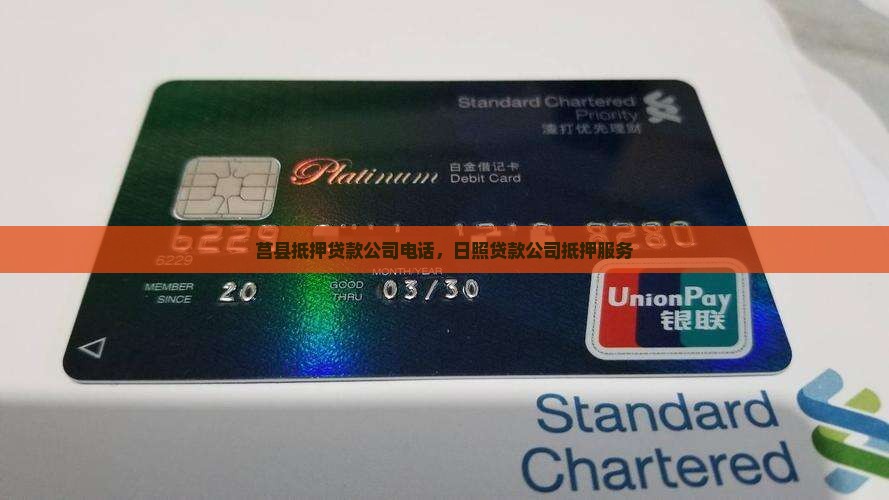 Standard Chartered
Priority
渣打优先理财
Platinum 白金借记卡
Debit Card
莒县抵押贷款公司电话，日照贷款公司抵押服务
6229
MONTH/YEAR
MEMBER SINCE 20 GOOD THRU 03/30
UnionPay
银联
Standard
Chartered